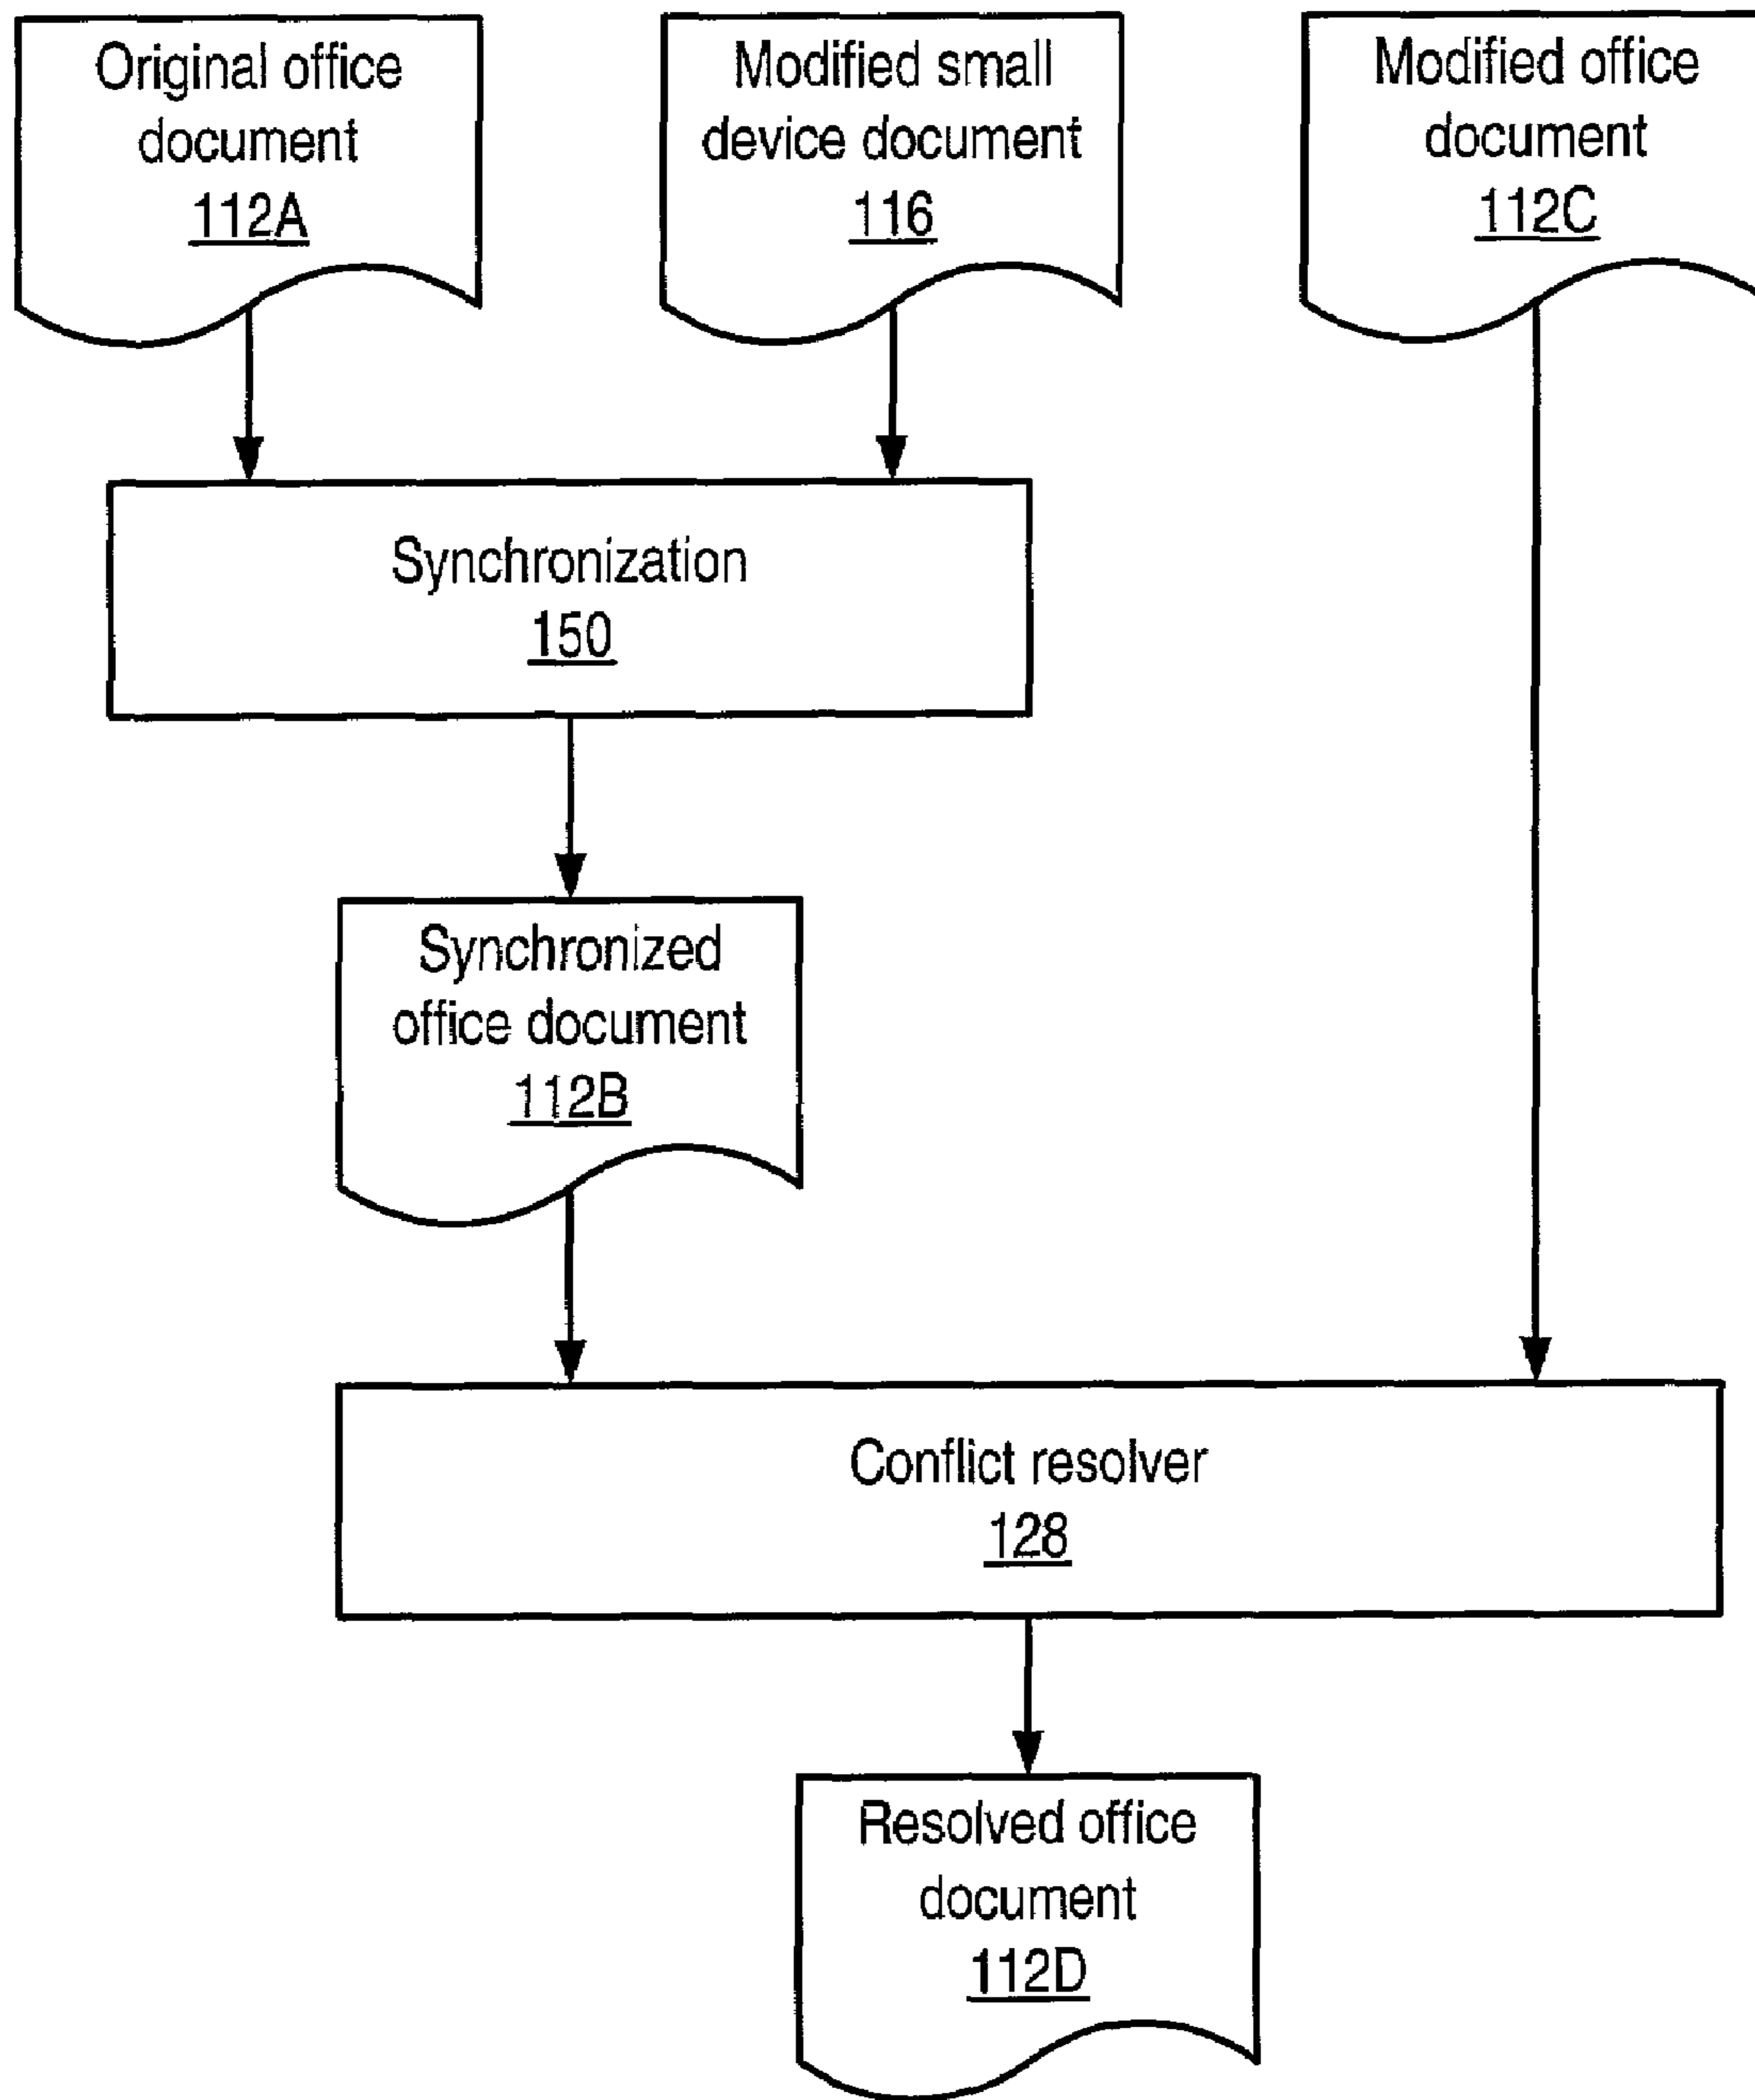 Original office
document
112A
Modified small
device document
116
Modified office
document
112C
Synchronization
150
Synchronized
office document
112B
Conflict resolver
128
Resolved office
document
112D